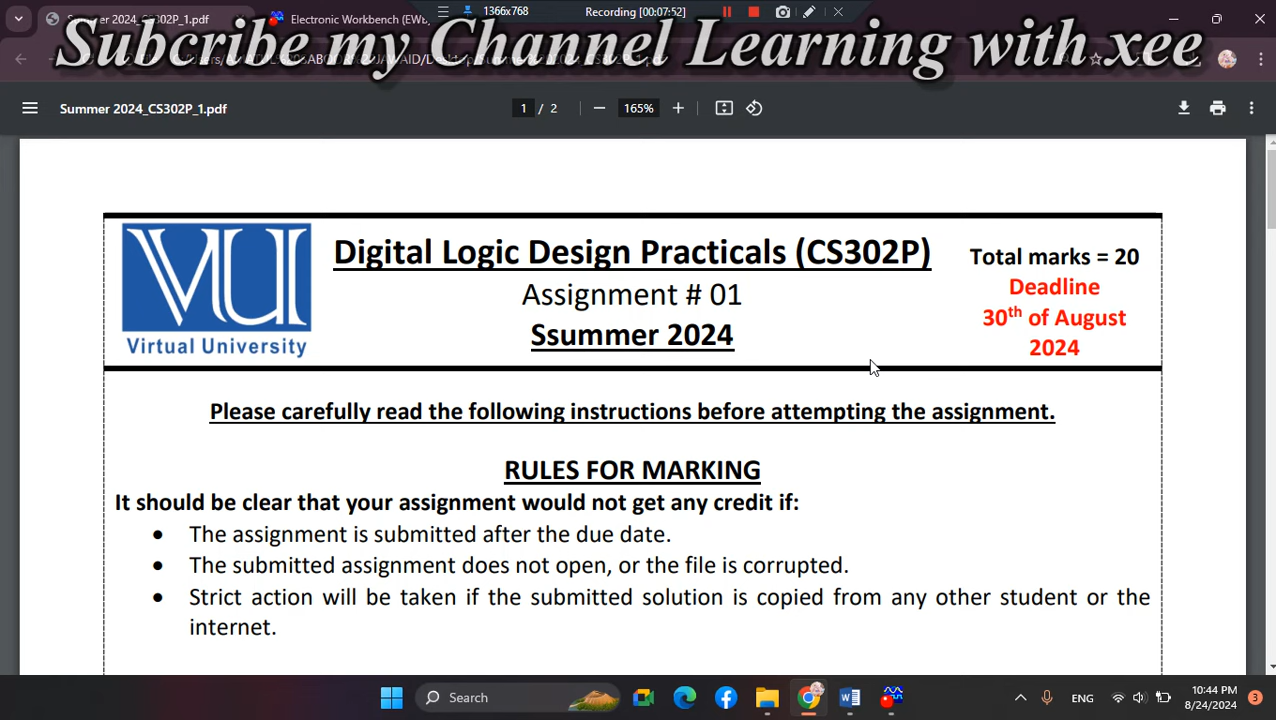 Summer 2024_CS302P_1.pdf
Electronic Workbench (EWB
1366x768
Recording [00:07:52]
Subcribe my Channel Learning with xee
Summer 2024_CS302P_1.pdf
1 / 2
165%
VU
Virtual University
Digital Logic Design Practicals (CS302P)
Assignment # 01
Ssummer 2024
Total marks = 20
Deadline
30th of August
2024
Please carefully read the following instructions before attempting the assignment.
RULES FOR MARKING
It should be clear that your assignment would not get any credit if:
• The assignment is submitted after the due date.
• The submitted assignment does not open, or the file is corrupted.
• Strict action will be taken if the submitted solution is copied from any other student or the
internet.
Search
ENG
10:44 PM
8/24/2024
3